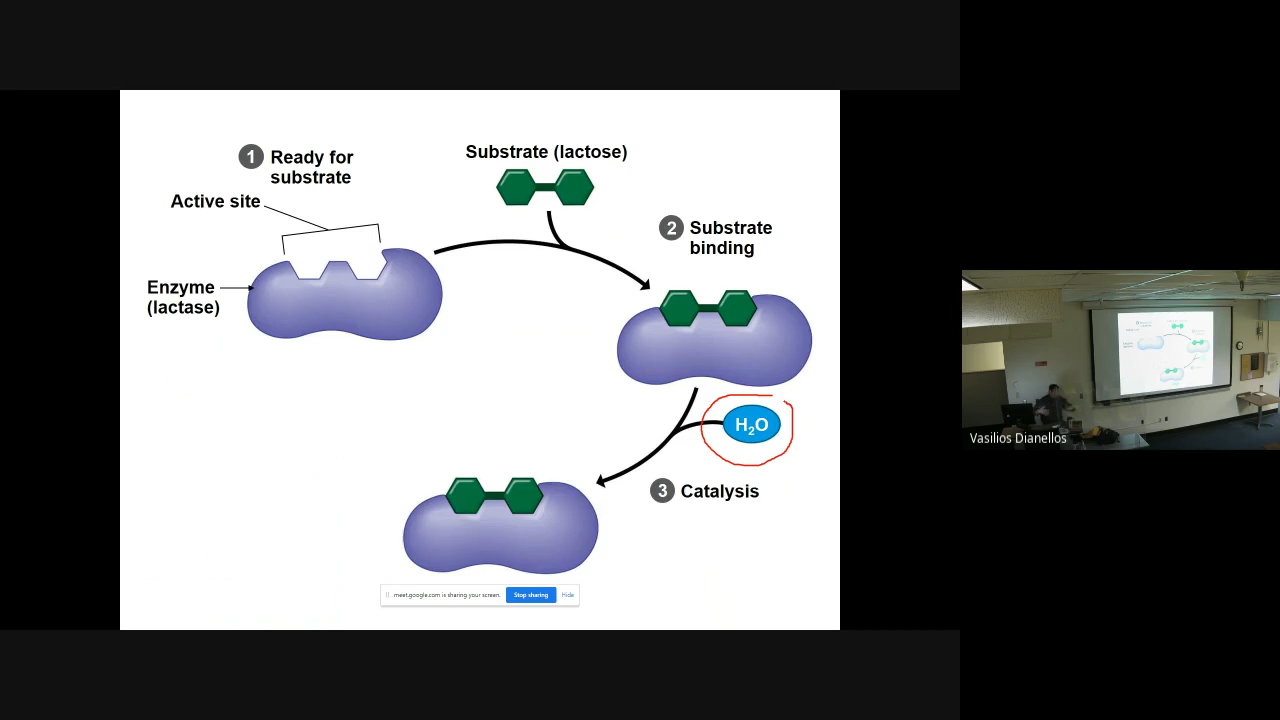 1 Ready for
substrate
Active site
Enzyme
(lactase)
Substrate (lactose)
2 Substrate
binding
H2O
3 Catalysis
meet.google.com is sharing your screen.
Stop sharing
Hide
Vasilios Dianellos